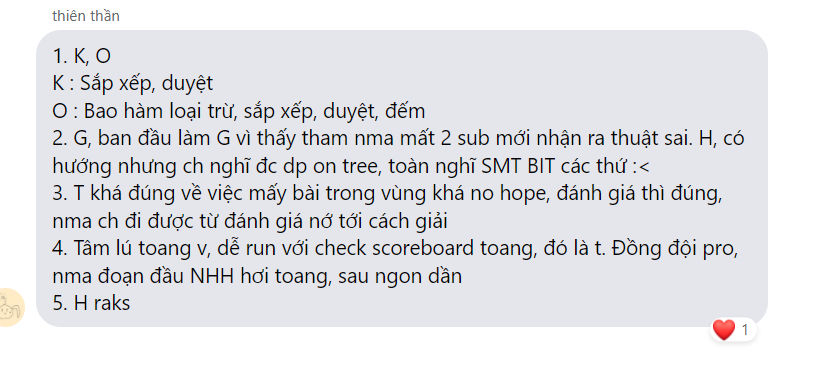 thiên thần
1. K, O
K : Sắp xếp, duyệt
O : Bao hàm loại trừ, sắp xếp, duyệt, đếm
2. G, ban đầu làm G vì thấy tham nma mất 2 sub mới nhận ra thuật sai. H, có
hướng nhưng ch nghĩ đc dp on tree, toàn nghĩ SMT BIT các thứ :<
3. T khá đúng về việc mấy bài trong vùng khá no hope, đánh giá thì đúng,
nma ch đi được từ đánh giá nớ tới cách giải
4. Tâm lú toang v, dễ run với check scoreboard toang, đó là t. Đồng đội pro,
nma đoạn đầu NHH hơi toang, sau ngon dần
5. H raks
1